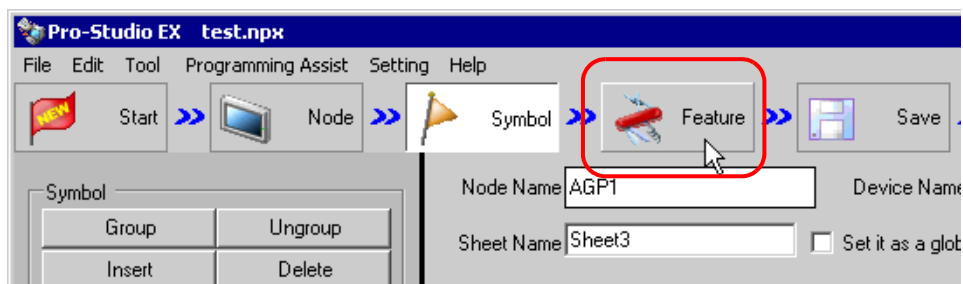 Pro-Studio EX test.npx
File Edit Tool Programming Assist Setting Help
NEW Start Node Symbol Feature Save
Symbol
Group Ungroup
Insert Delete
Node Name AGP1 Device Name
Sheet Name Sheet3 Set it as a glob